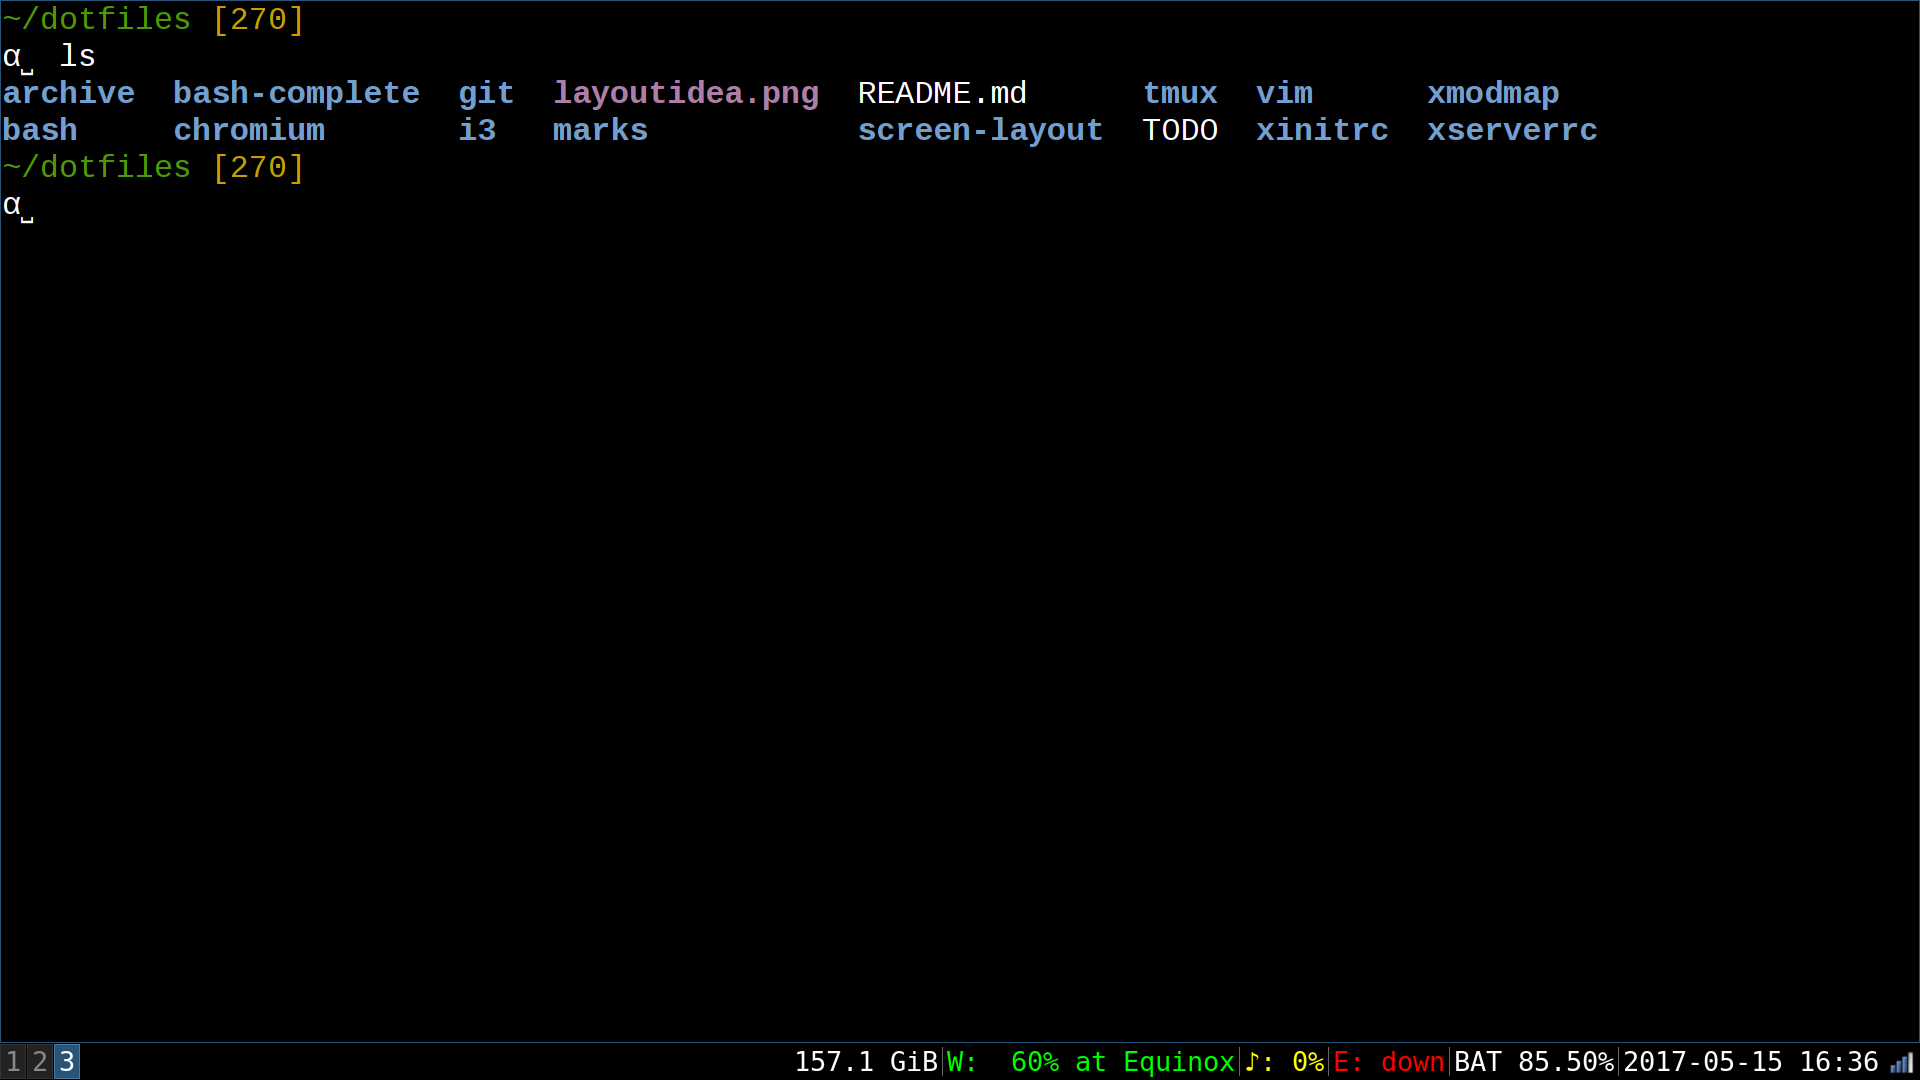 ~/dotfiles [270]
α˽ ls
archive  bash-complete  git  layoutidea.png  README.md      tmux  vim      xmodmap
bash     chromium       i3   marks           screen-layout  TODO  xinitrc  xserverrc
~/dotfiles [270]
α˽
1 2 3 157.1 GiB|W:  60% at Equinox|♪: 0%|E: down|BAT 85.50%|2017-05-15 16:36